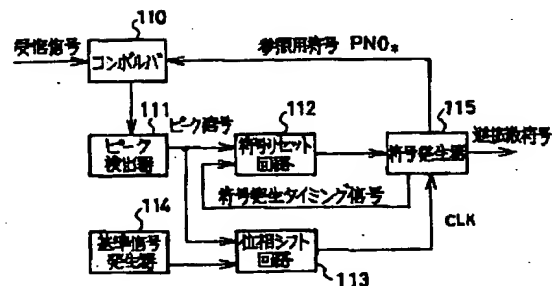 110
受信信号
コンボルバ
参照用符号 PN0*
111
ピーク検出器
ピーク信号
112
符号リセット回路
115
符号発生器
逆拡散符号
符号発生タイミング信号
114
基準信号発生器
位相シフト回路
113
CLK